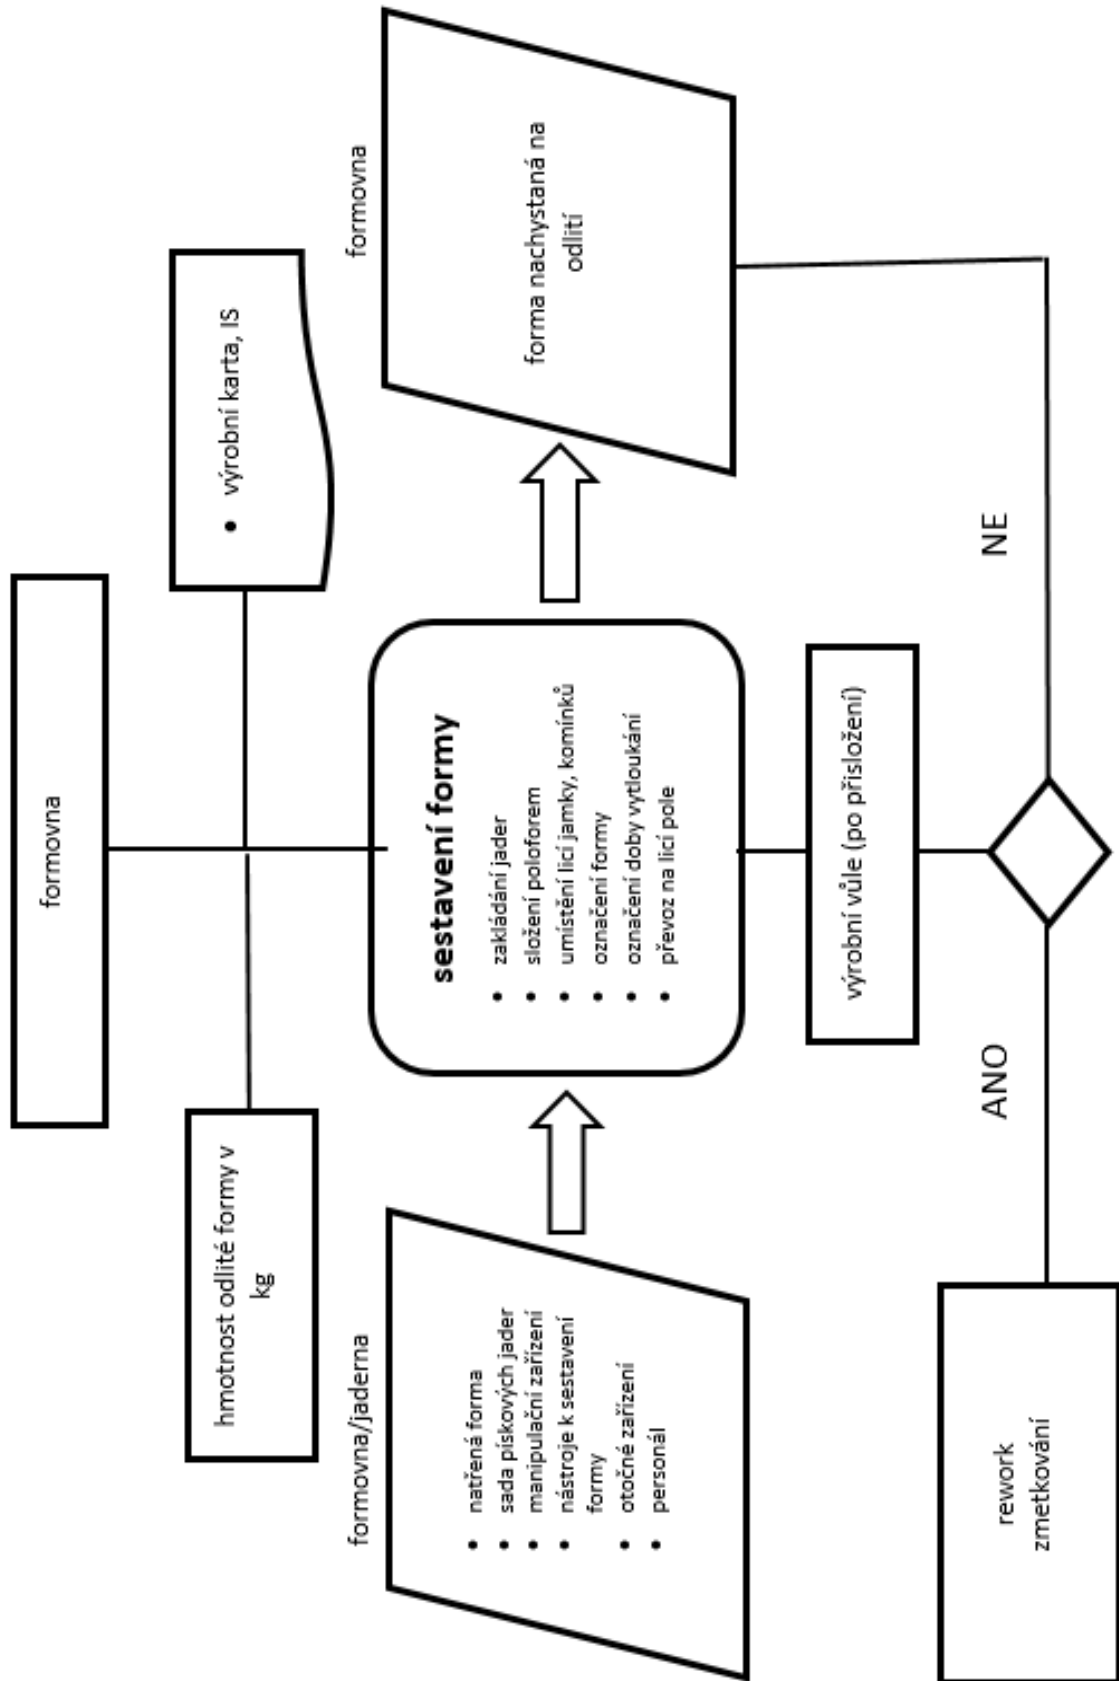 formovna
hmotnost odlité formy v
kg
• výrobní karta, IS
formovna/jaderna
• natřená forma
• sada pískových jader
• manipulační zařízení
• nástroje k sestavení
formy
• otočné zařízení
• personál
sestavení formy
• zakládání jader
• složení poloforem
• umístění licí jamky, komínků
• označení formy
• označení doby vytloukání
• převoz na licí pole
formovna
forma nachystaná na
odlití
výrobní vůle (po přisložení)
ANO
NE
rework
zmetkování